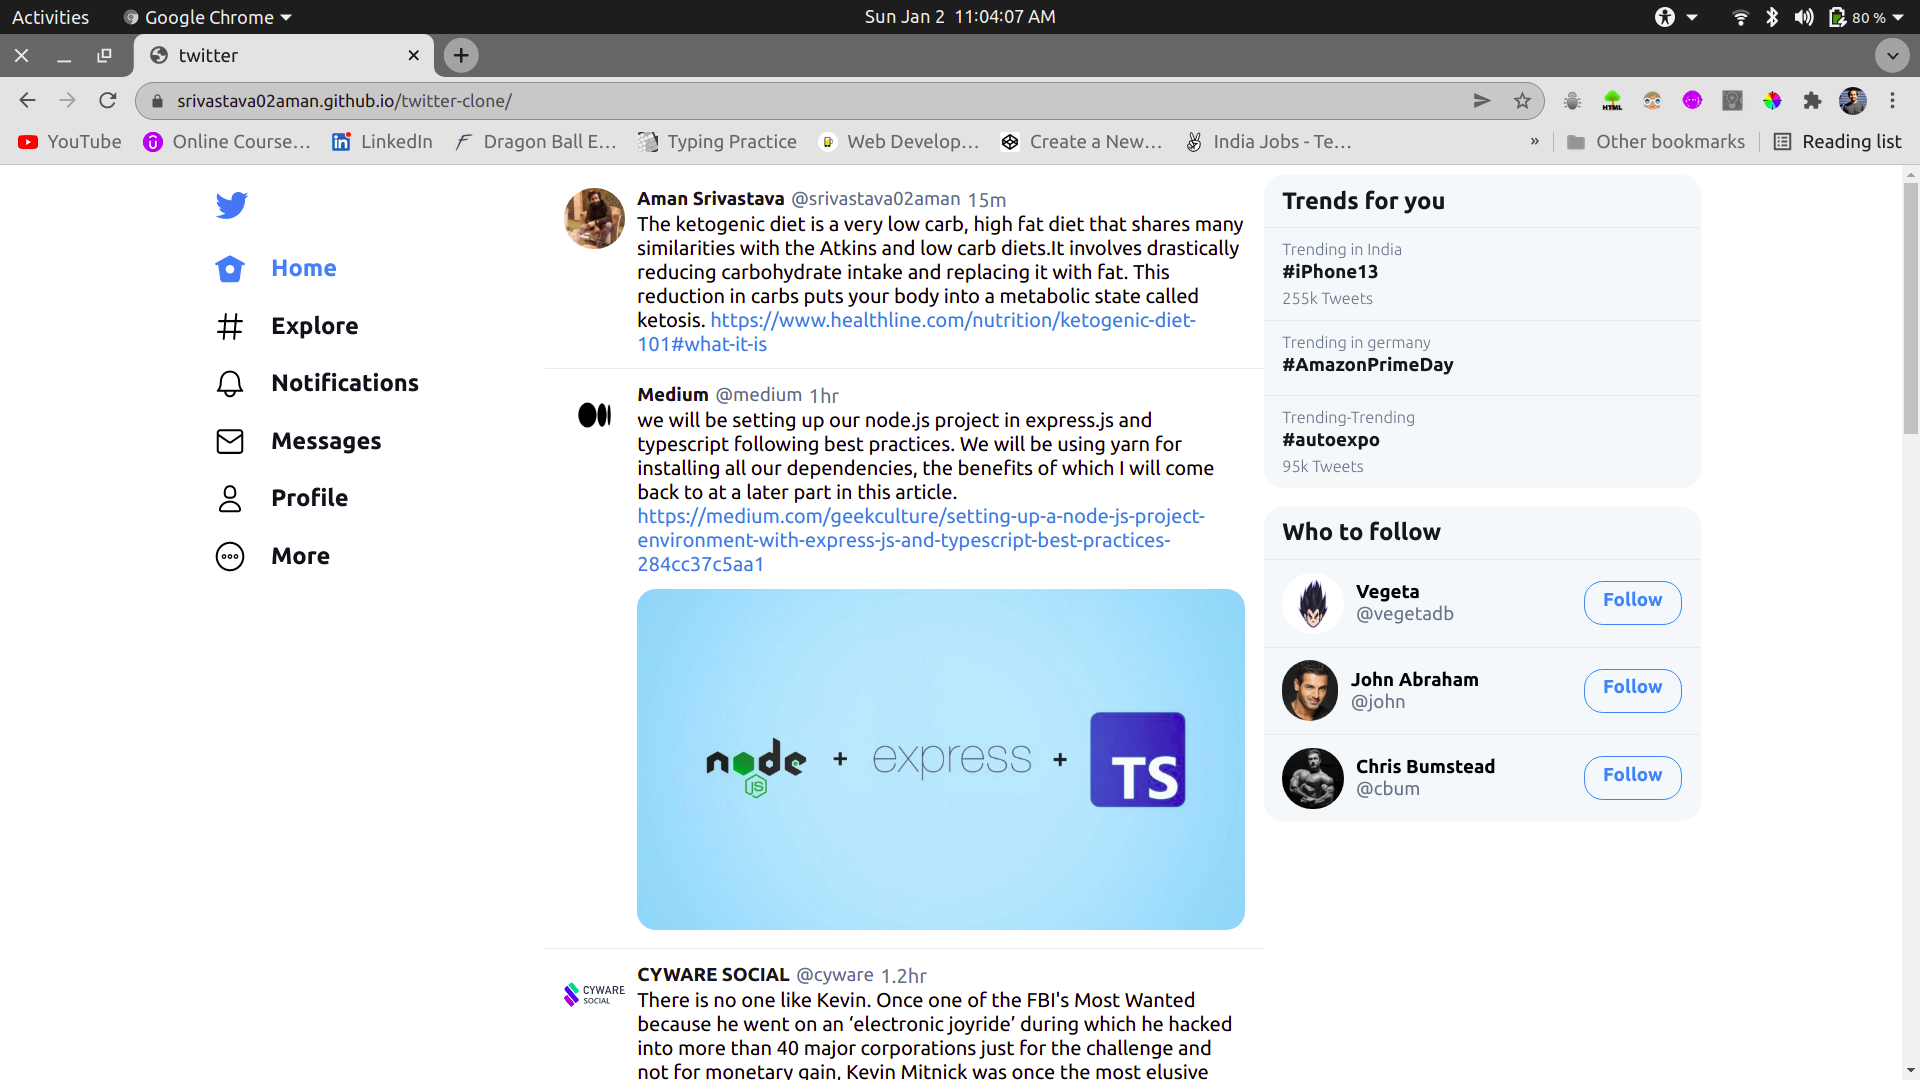 Activities
Google Chrome
Sun Jan 2 11:04:07 AM
80 %
twitter
srivastava02aman.github.io/twitter-clone/
HTML
YouTube
Online Course...
LinkedIn
Dragon Ball E...
Typing Practice
Web Develop...
Create a New...
India Jobs - Te...
»
Other bookmarks
Reading list
Home
Explore
Notifications
Messages
Profile
More
Aman Srivastava @srivastava02aman 15m
The ketogenic diet is a very low carb, high fat diet that shares many
similarities with the Atkins and low carb diets.It involves drastically
reducing carbohydrate intake and replacing it with fat. This
reduction in carbs puts your body into a metabolic state called
ketosis. https://www.healthline.com/nutrition/ketogenic-diet-
101#what-it-is
Medium @medium 1hr
we will be setting up our node.js project in express.js and
typescript following best practices. We will be using yarn for
installing all our dependencies, the benefits of which I will come
back to at a later part in this article.
https://medium.com/geekculture/setting-up-a-node-js-project-
environment-with-express-js-and-typescript-best-practices-
284cc37c5aa1
node JS + express + TS
CYWARE SOCIAL
CYWARE SOCIAL @cyware 1.2hr
There is no one like Kevin. Once one of the FBI's Most Wanted
because he went on an ‘electronic joyride’ during which he hacked
into more than 40 major corporations just for the challenge and
not for monetary gain, Kevin Mitnick was once the most elusive
Trends for you
Trending in India
#iPhone13
255k Tweets
Trending in germany
#AmazonPrimeDay
Trending-Trending
#autoexpo
95k Tweets
Who to follow
Vegeta
@vegetadb
Follow
John Abraham
@john
Follow
Chris Bumstead
@cbum
Follow